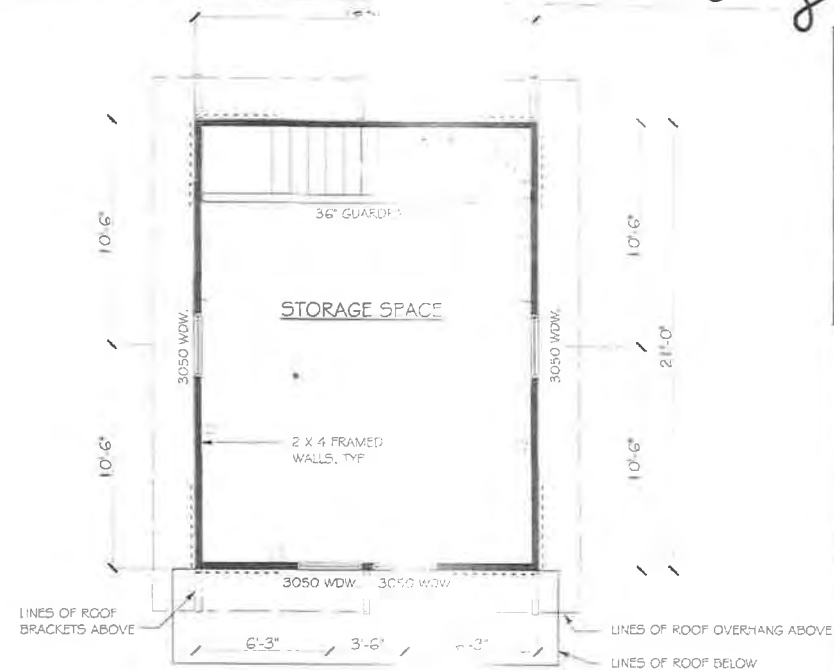 10'-6"
10'-6"
21'-0"
STORAGE SPACE
3050 WDW.
3050 WDW.
10'-6"
10'-6"
2 X 4 FRAMED
WALLS, TYP
3050 WDW.
3050 WDW
LINES OF ROOF
BRACKETS ABOVE
6'-3"
3'-6"
LINES OF ROOF OVERHANG ABOVE
LINES OF ROOF BELOW
36"